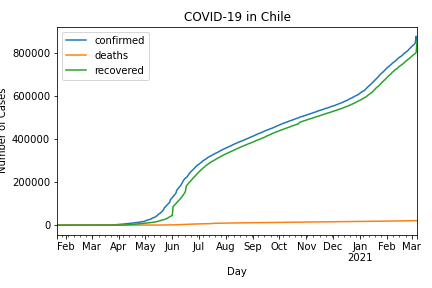 COVID-19 in Chile
confirmed
deaths
recovered
800000
600000
400000
200000
0
Number of Cases
Feb Mar Apr May Jun Jul Aug Sep Oct Nov Dec Jan Feb Mar
2021
Day